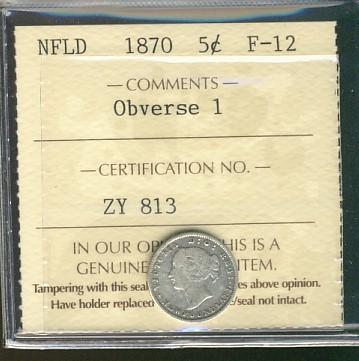 NFLD 1870 5¢ F-12
— COMMENTS —
Obverse 1
— CERTIFICATION NO. —
ZY 813
IN OUR OP HIS IS A
GENUINE ITEM.
Tampering with this seal es above opinion.
Have holder replaced /seal not intact.